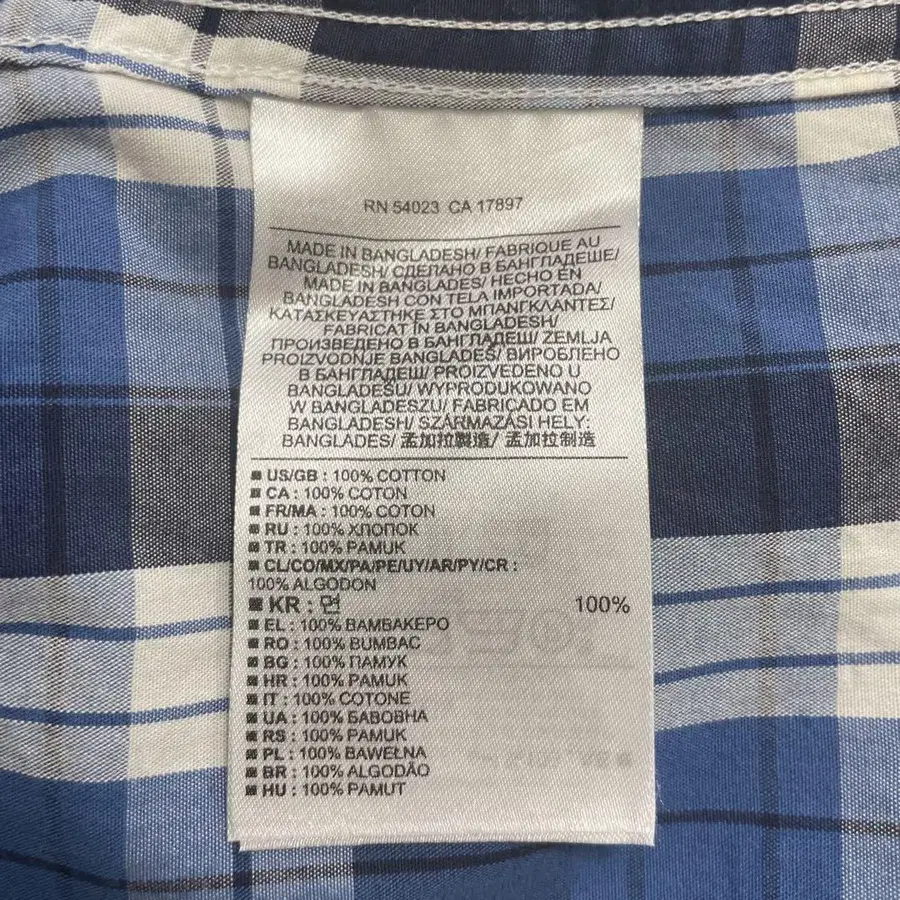 RN 54023 CA 17897
MADE IN BANGLADESH/ FABRIQUE AU
BANGLADESH/ СДЕЛАНО В БАНГЛАДЕШЕ/
MADE IN BANGLADES/ HECHO EN
BANGLADESH CON TELA IMPORTADA/
ΚΑΤΑΣΚΕΥΑΣΤΗΚΕ ΣΤΟ ΜΠΑΝΓΚΛΑΝΤΕΣ/
FABRICAT ÎN BANGLADESH/
ПРОИЗВЕДЕНО В БАНГЛАДЕШ/ ZEMLJA
PROIZVODNJE BANGLADEŠ/ ВИРОБЛЕНО
В БАНГЛАДЕШ/ PROIZVEDENO U
BANGLADEŠU/ WYPRODUKOWANO
W BANGLADESZU/ FABRICADO EM
BANGLADESH/ SZÁRMAZÁSI HELY:
BANGLADES/ 孟加拉製造/ 孟加拉制造
US/GB : 100% COTTON
CA : 100% COTON
FR/MA : 100% COTON
RU : 100% ХЛОПОК
TR : 100% PAMUK
CL/CO/MX/PA/PE/UY/AR/PY/CR :
100% ALGODON
KR : 면 100%
EL : 100% ΒΑΜΒΑΚΕΡΟ
RO : 100% BUMBAC
BG : 100% ПАМУК
HR : 100% PAMUK
IT : 100% COTONE
UA : 100% БАВОВНА
RS : 100% PAMUK
PL : 100% BAWEŁNA
BR : 100% ALGODÃO
HU : 100% PAMUT